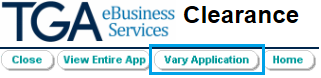 TGA eBusiness Services Clearance
Close View Entire App Vary Application Home